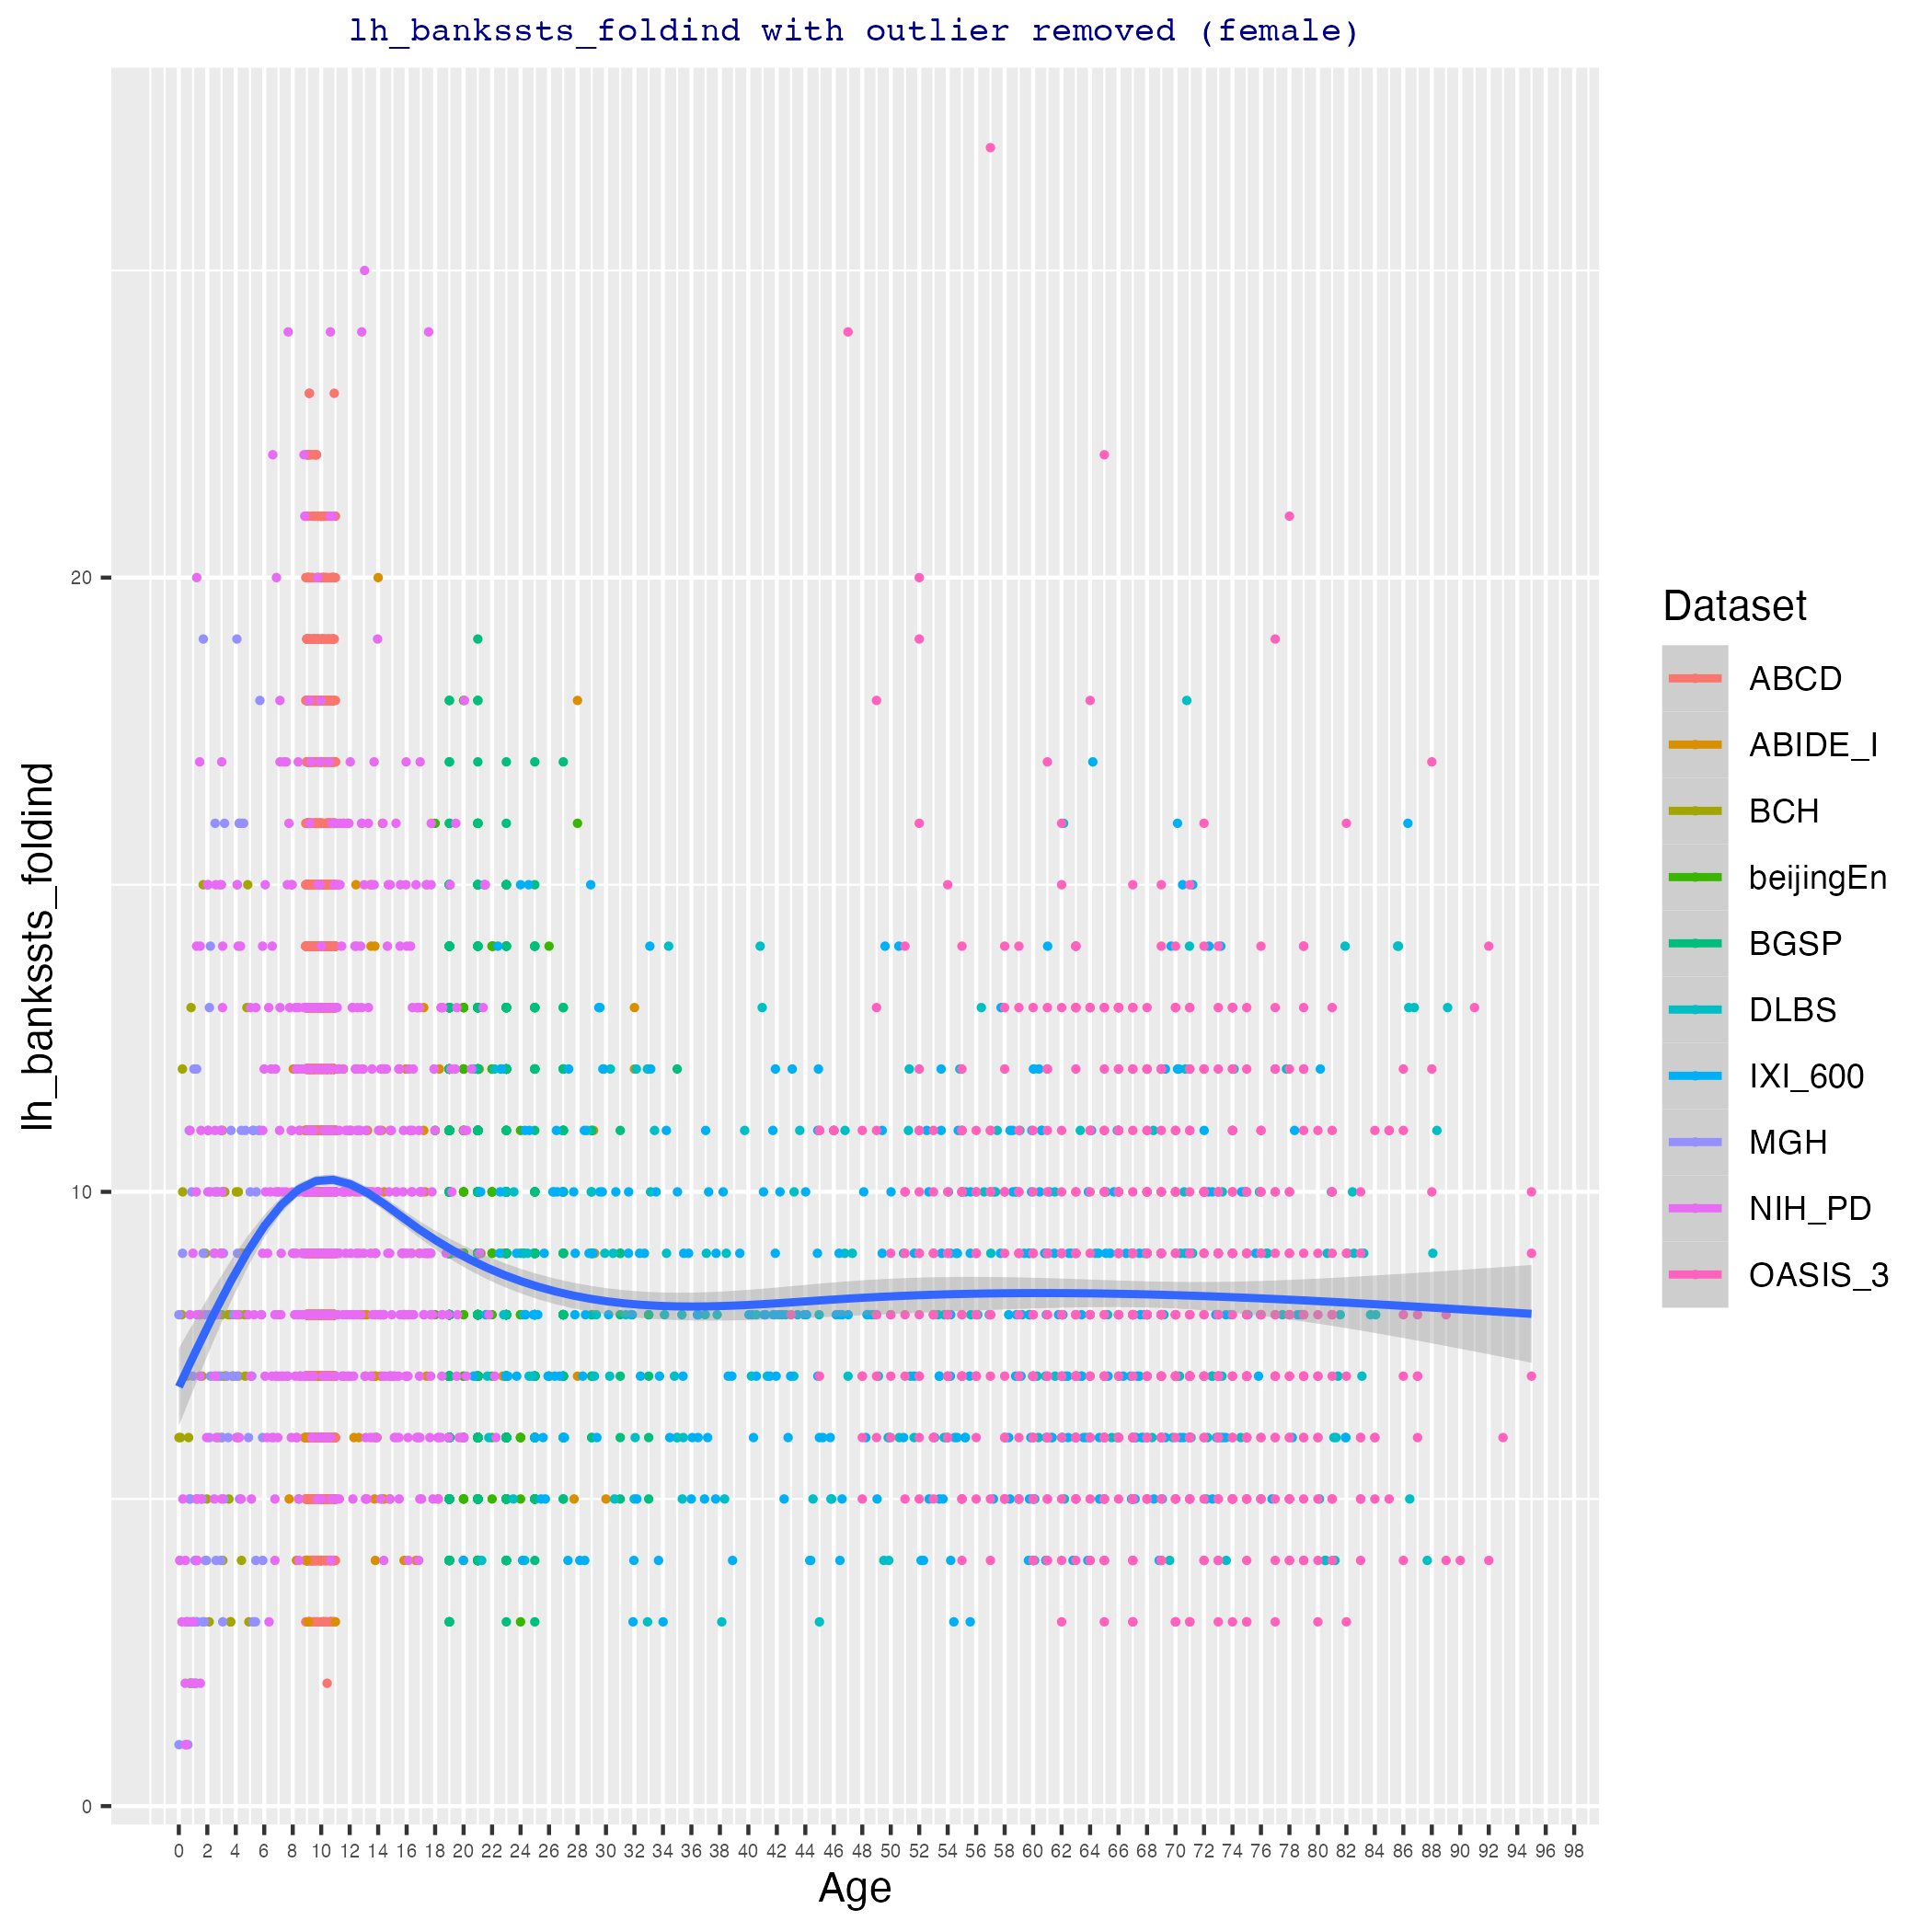 lh_bankssts_foldind with outlier removed (female)
lh_bankssts_foldind
20
10
0
0 2 4 6 8 10 12 14 16 18 20 22 24 26 28 30 32 34 36 38 40 42 44 46 48 50 52 54 56 58 60 62 64 66 68 70 72 74 76 78 80 82 84 86 88 90 92 94 96 98
Age
Dataset
ABCD
ABIDE_I
BCH
beijingEn
BGSP
DLBS
IXI_600
MGH
NIH_PD
OASIS_3